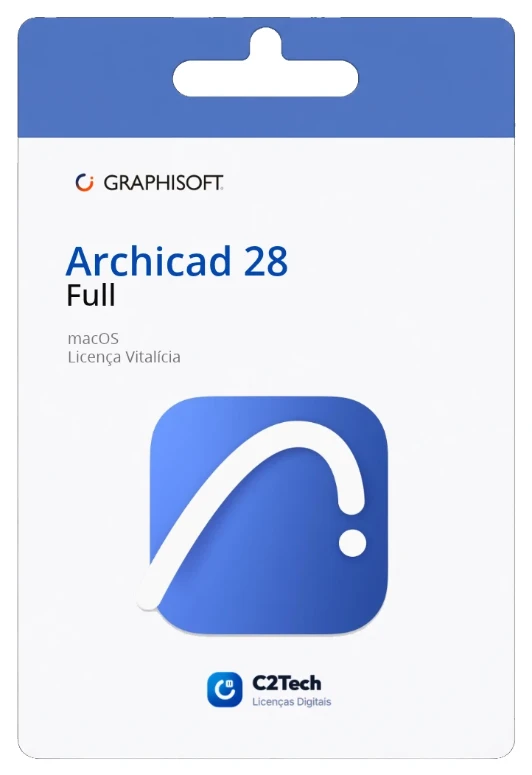 GRAPHISOFT
Archicad 28
Full
macOS
Licença Vitalícia
C2Tech
Licenças Digitais